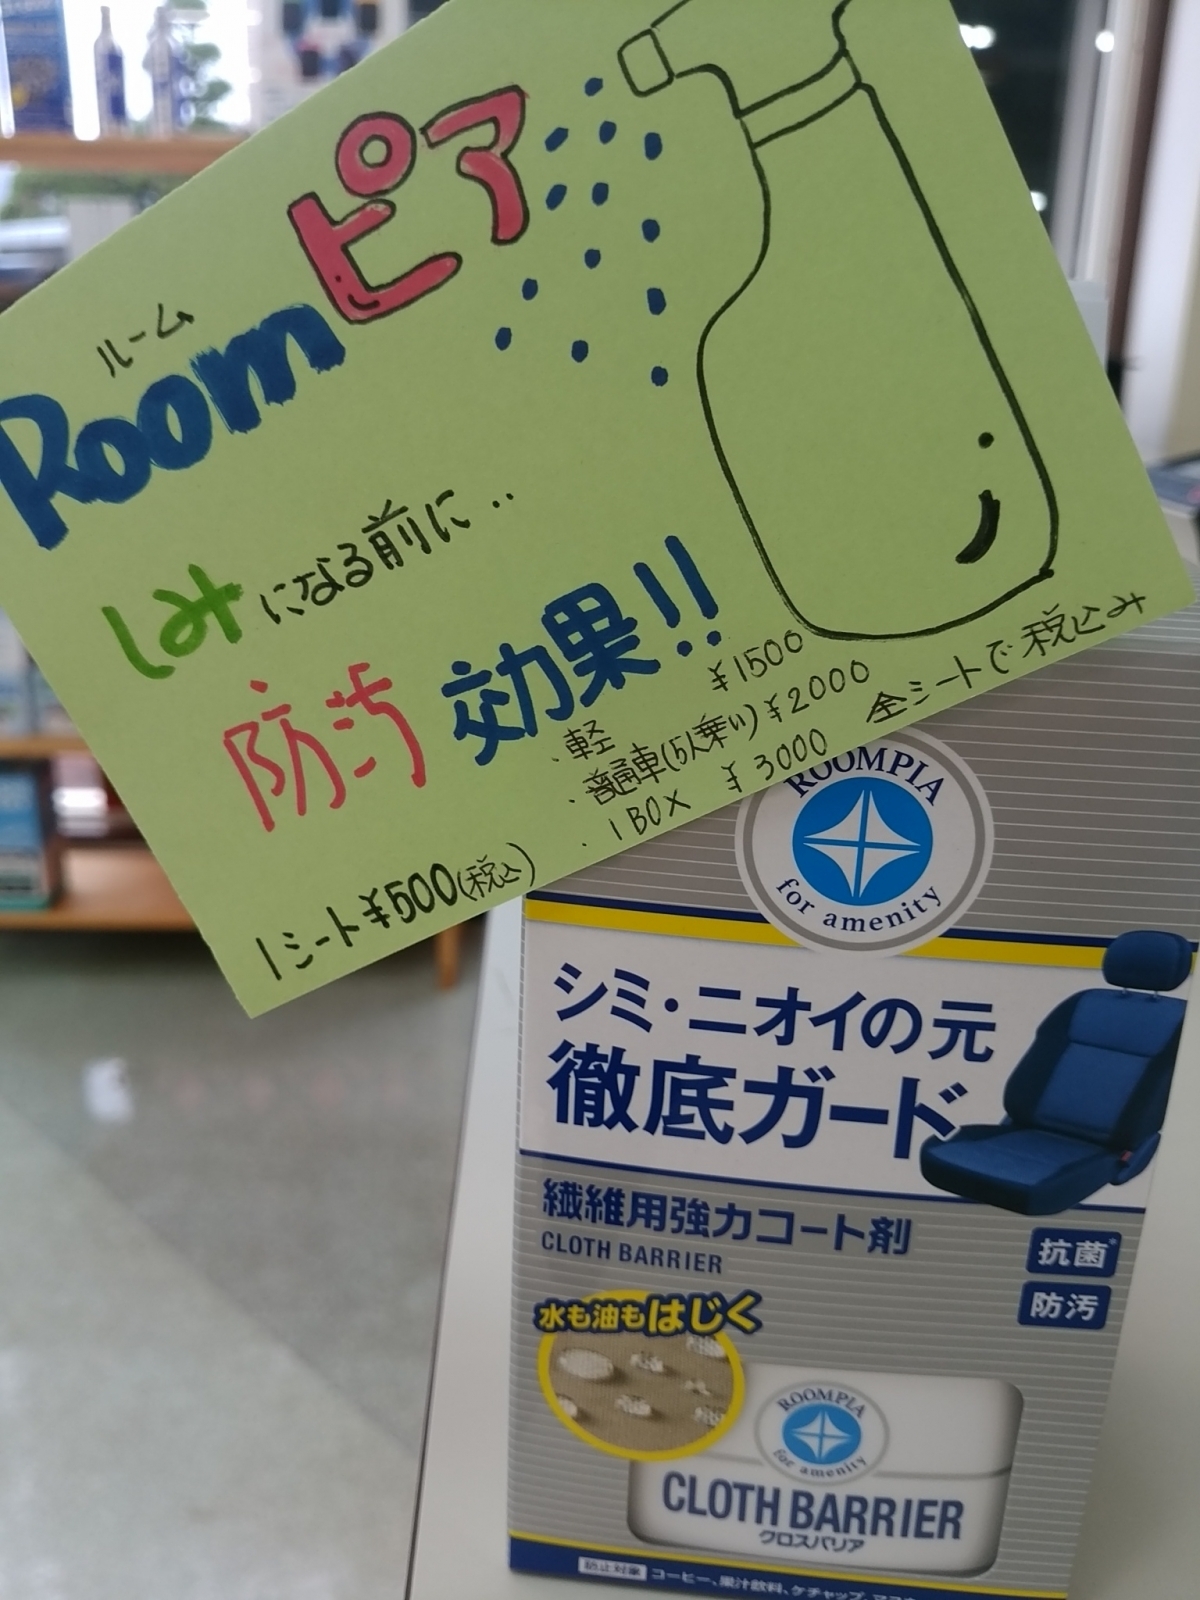 ルーム
Roomピア
しみになる前に‥
防汚効果!!
・軽 ¥1500
・普通車(5人乗り)¥2000
・1BOX ¥3000
全シートで税込み
1シート¥500(税込)
ROOMPIA
for amenity
シミ・ニオイの元
徹底ガード
繊維用強力コート剤
CLOTH BARRIER
抗菌※
防汚
水も油もはじく
ROOMPIA
for amenity
CLOTH BARRIER
クロスバリア
防止対象 コーヒー、果汁飲料、ケチャップ、